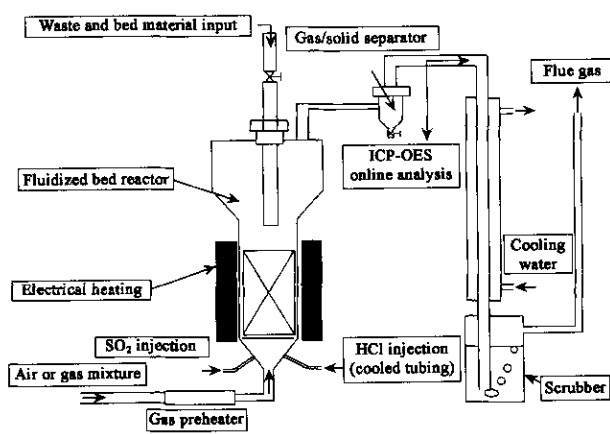 Waste and bed material input
Gas/solid separator
Flue gas
ICP-OES
online analysis
Fluidized bed reactor
Cooling
water
Electrical heating
SO₂ injection
HCl injection
(cooled tubing)
Air or gas mixture
Gas preheater
Scrubber